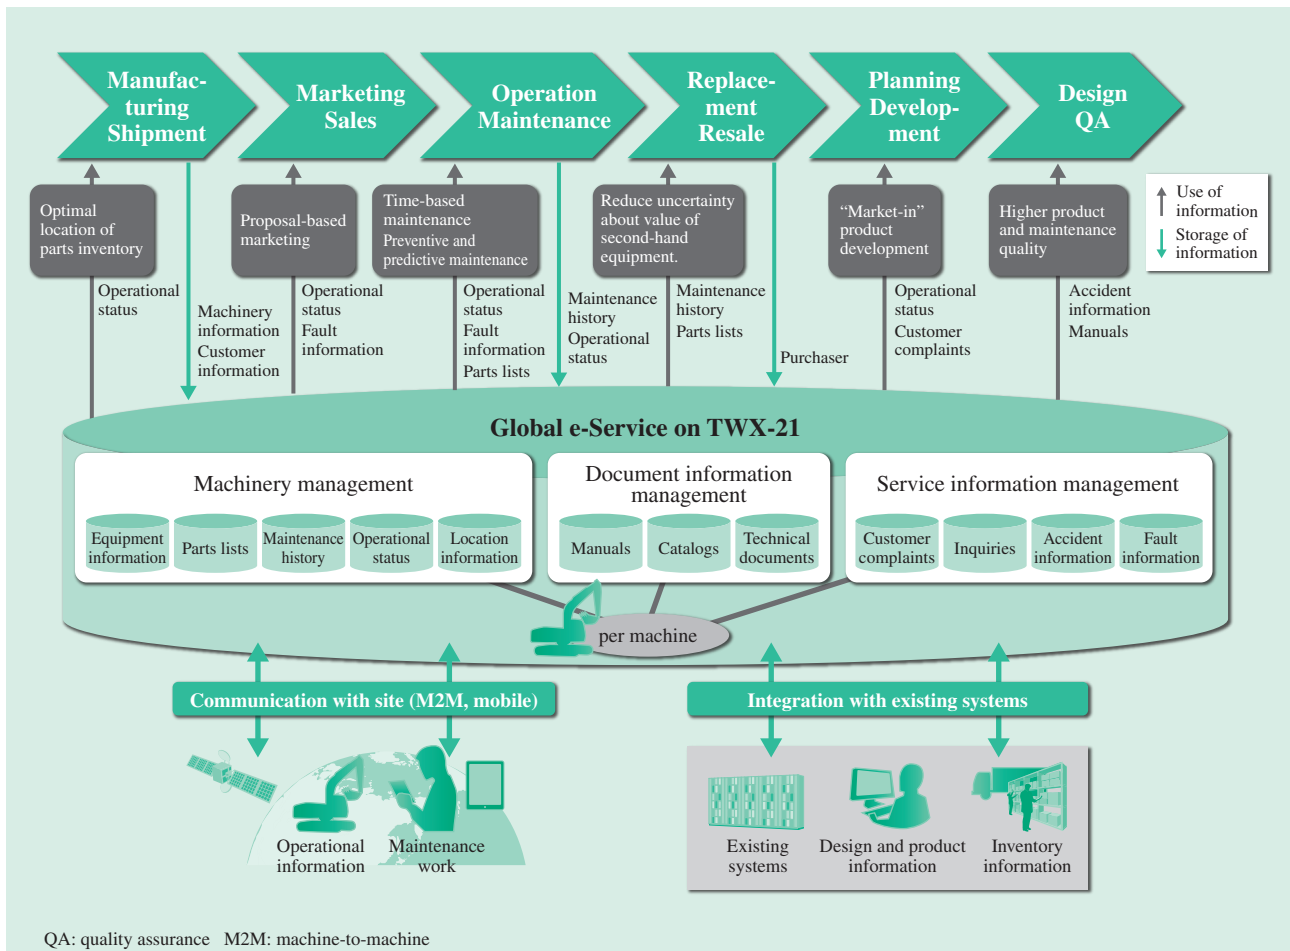 Manufac-
turing
Shipment
Marketing
Sales
Operation
Maintenance
Replace-
ment
Resale
Planning
Develop-
ment
Design
QA
Optimal
location of
parts inventory
Proposal-based
marketing
Time-based
maintenance
Preventive and
predictive maintenance
Reduce uncertainty
about value of
second-hand
equipment.
“Market-in”
product
development
Higher product
and maintenance
quality
Use of
information
Storage of
information
Operational
status
Machinery
information
Customer
information
Operational
status
Fault
information
Operational
status
Fault
information
Parts lists
Maintenance
history
Operational
status
Maintenance
history
Parts lists
Purchaser
Operational
status
Customer
complaints
Accident
information
Manuals
Global e-Service on TWX-21
Machinery management
Equipment
information
Parts lists
Maintenance
history
Operational
status
Location
information
Document information
management
Manuals
Catalogs
Technical
documents
Service information management
Customer
complaints
Inquiries
Accident
information
Fault
information
per machine
Communication with site (M2M, mobile)
Integration with existing systems
Operational
information
Maintenance
work
Existing
systems
Design and product
information
Inventory
information
QA: quality assurance M2M: machine-to-machine